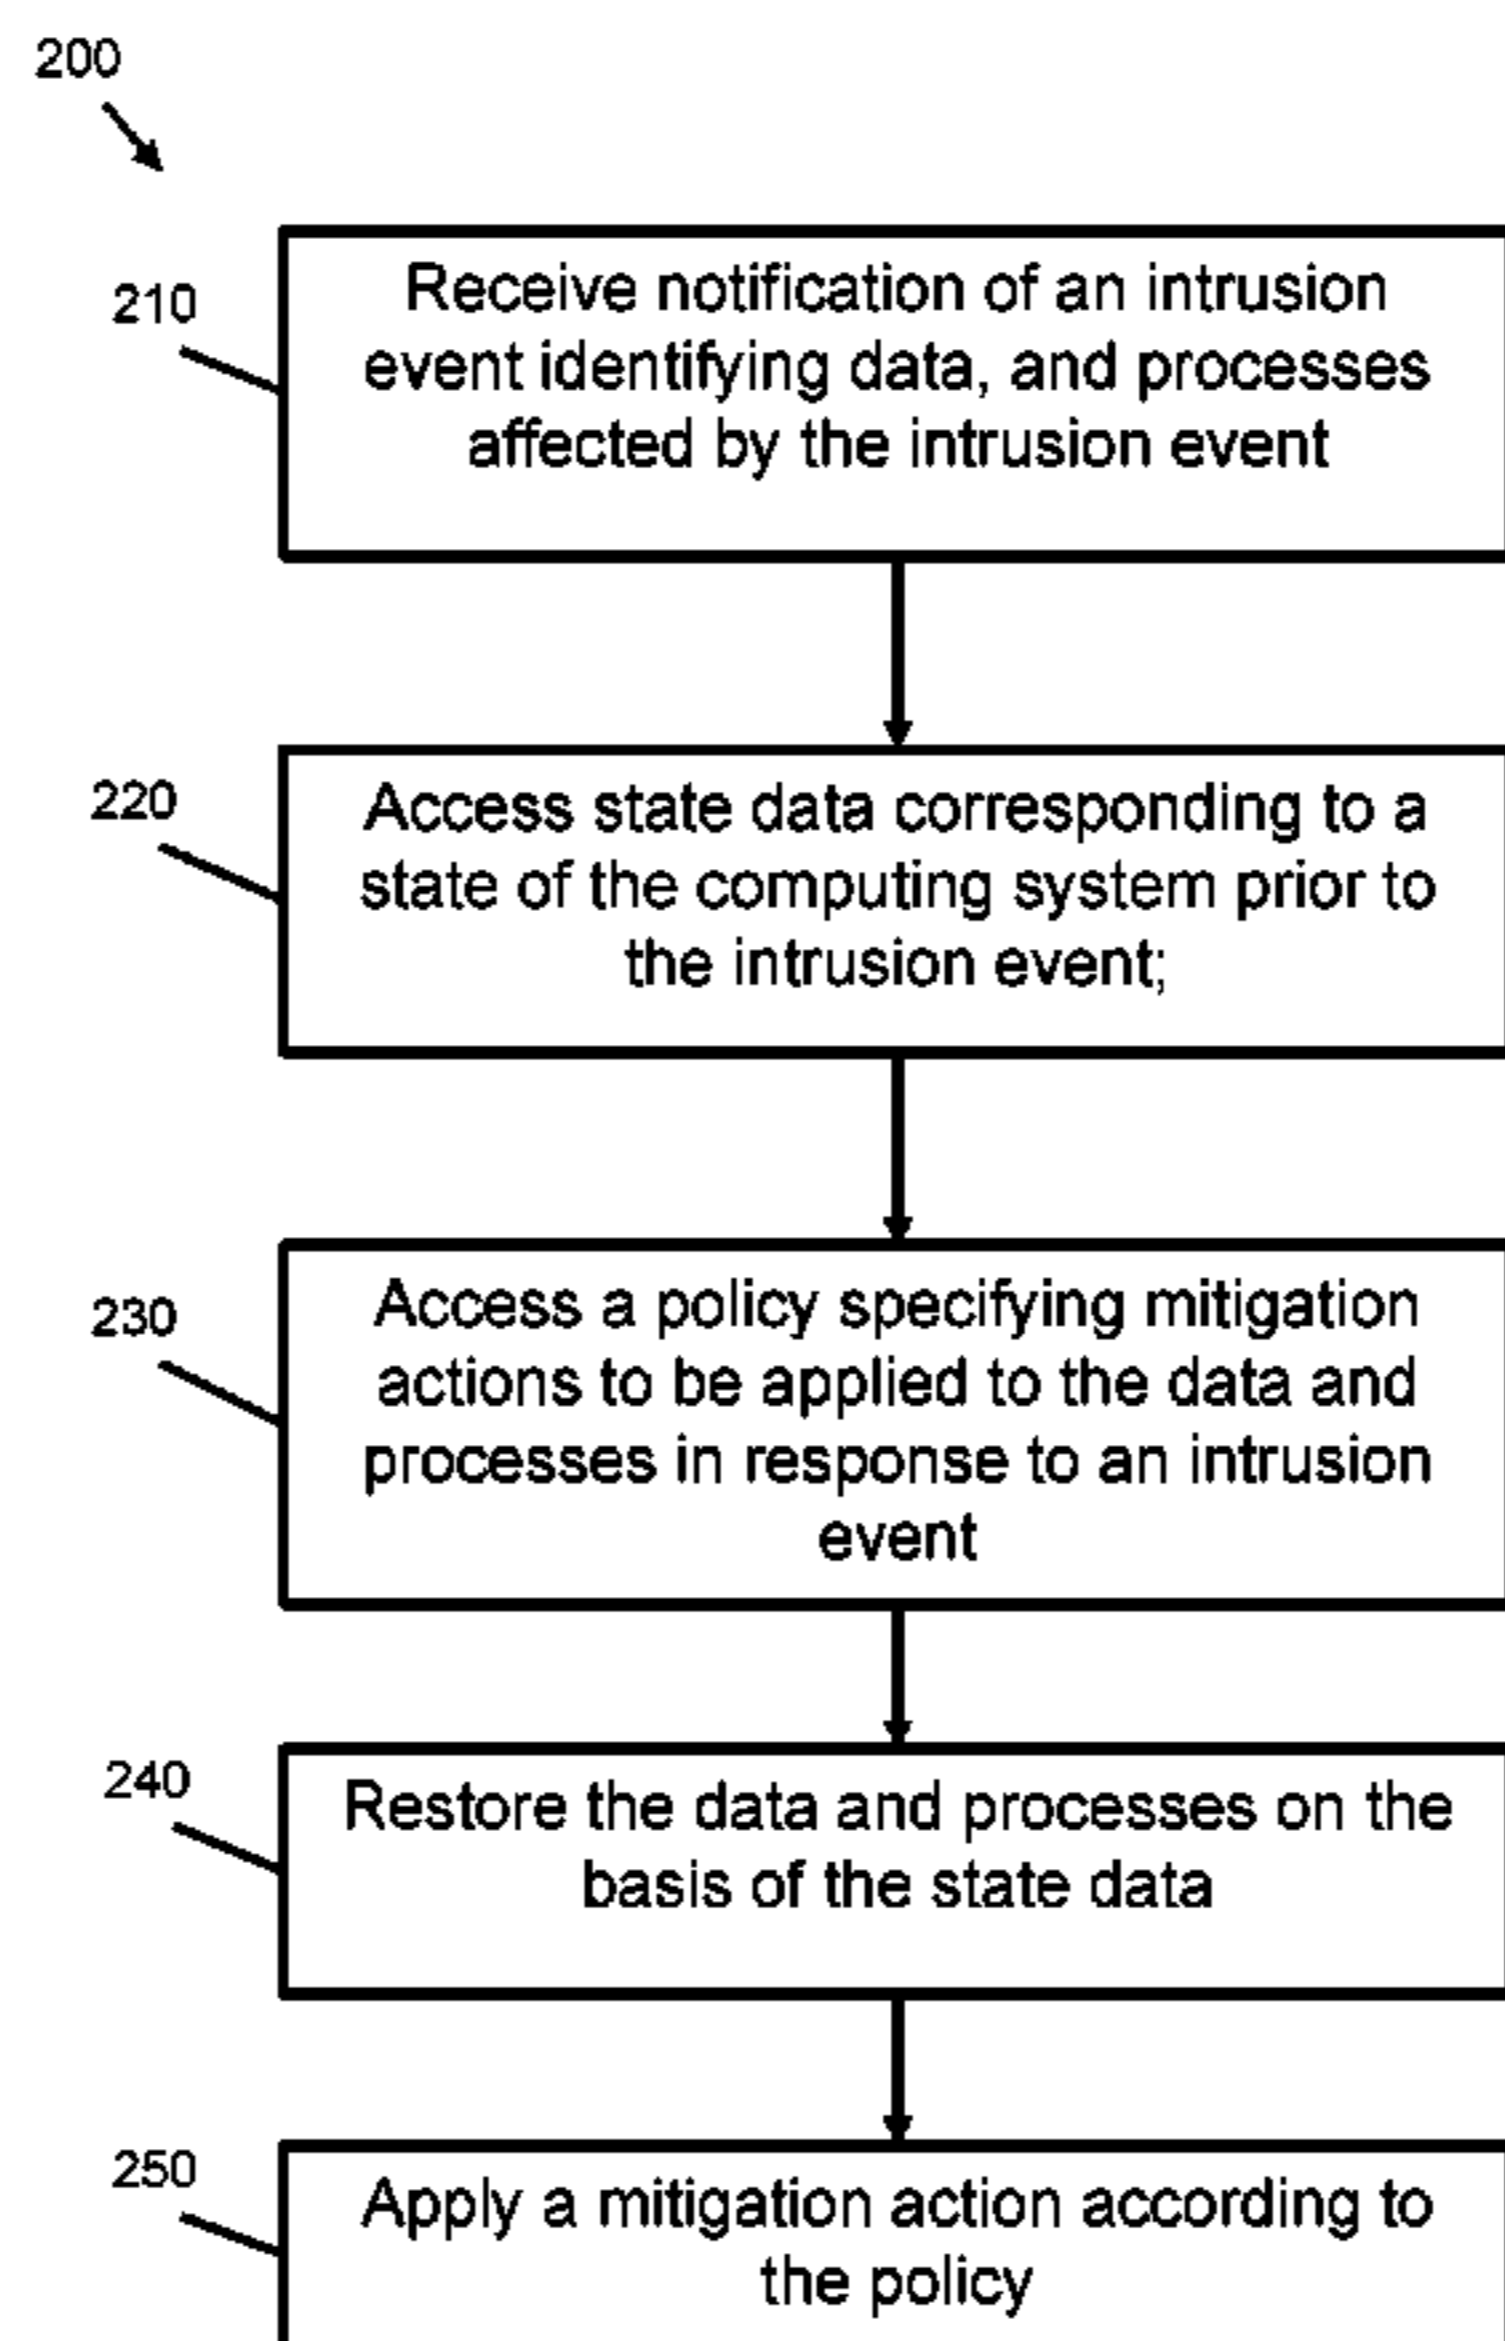 200
210
Receive notification of an intrusion
event identifying data, and processes
affected by the intrusion event
220
Access state data corresponding to a
state of the computing system prior to
the intrusion event;
230
Access a policy specifying mitigation
actions to be applied to the data and
processes in response to an intrusion
event
240
Restore the data and processes on the
basis of the state data
250
Apply a mitigation action according to
the policy